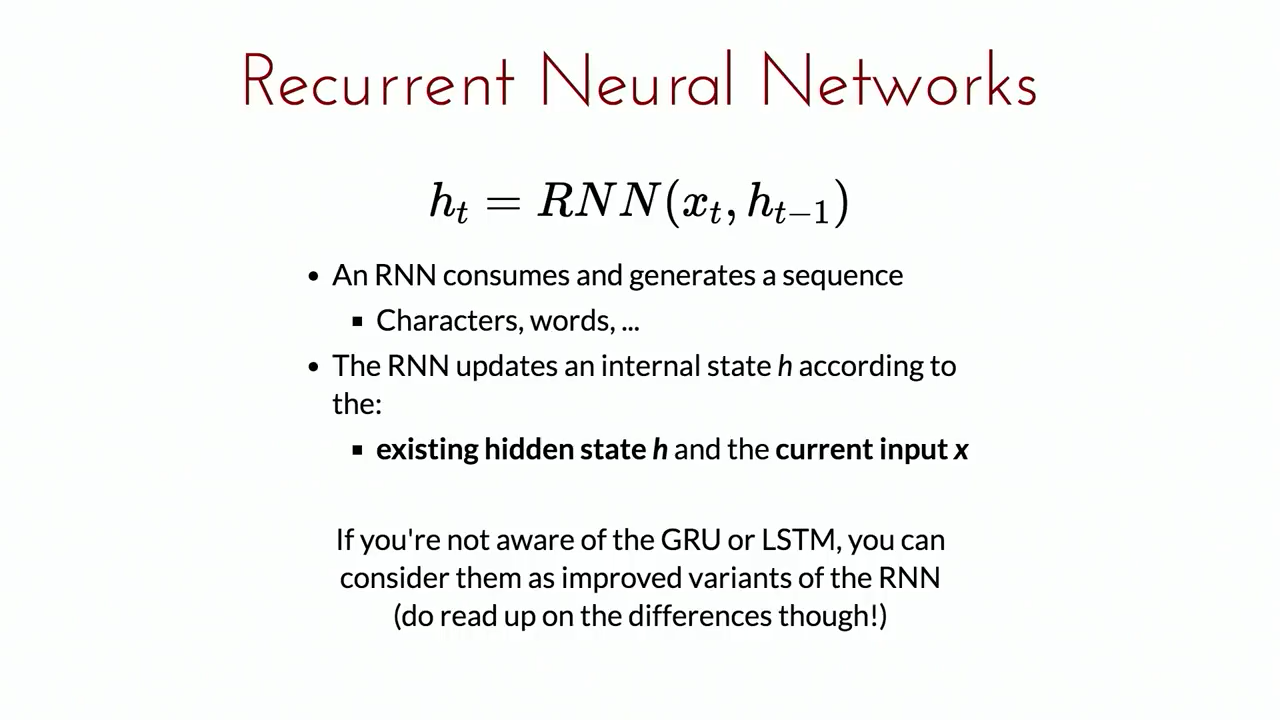 Recurrent Neural Networks
h_t = RNN(x_t, h_{t−1})
• An RNN consumes and generates a sequence
▪ Characters, words, ...
• The RNN updates an internal state h according to
the:
▪ existing hidden state h and the current input x
If you're not aware of the GRU or LSTM, you can
consider them as improved variants of the RNN
(do read up on the differences though!)